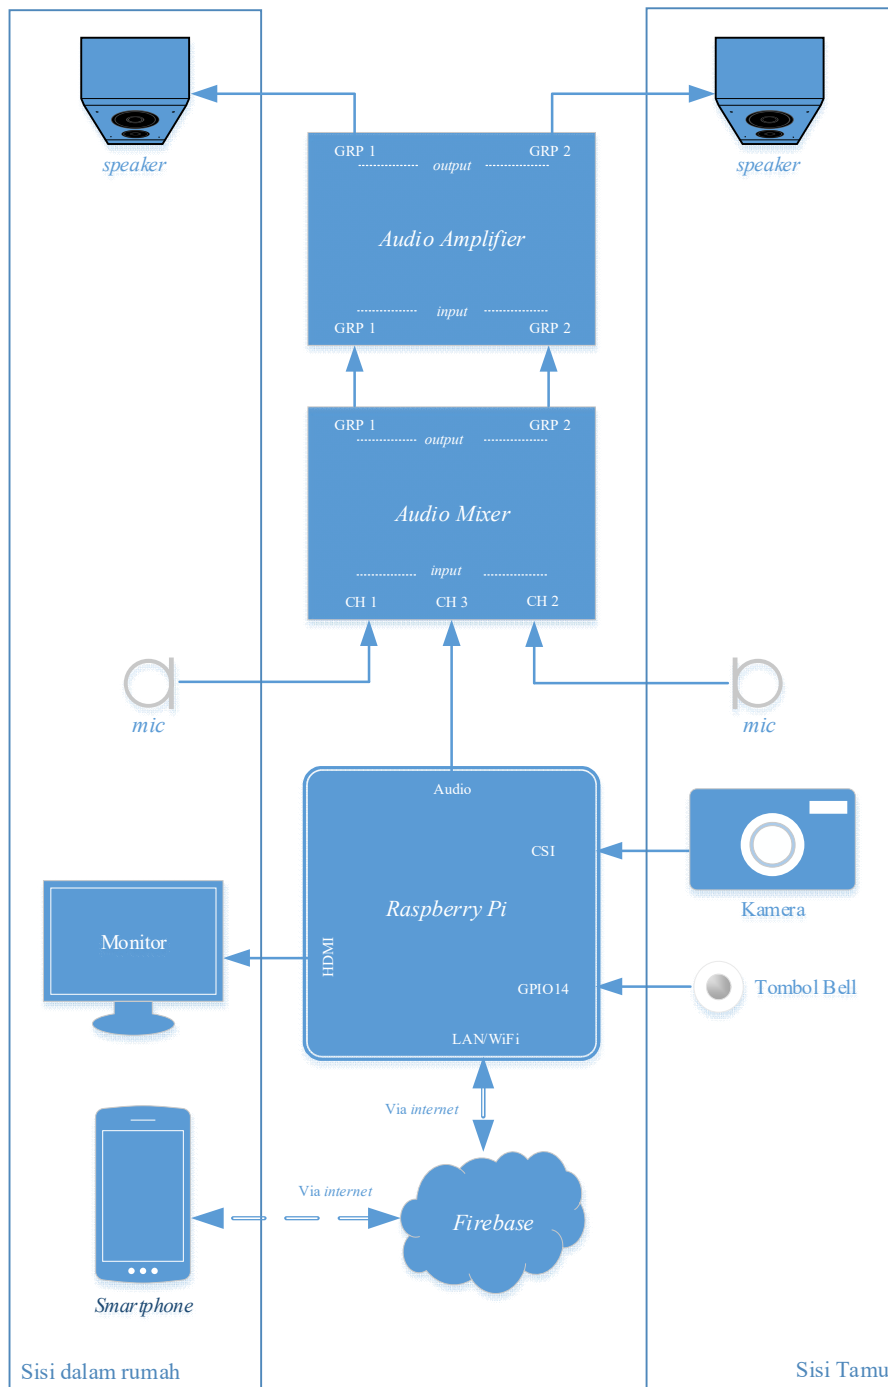 speaker
speaker
GRP 1
GRP 2
output
Audio Amplifier
input
GRP 1
GRP 2
GRP 1
GRP 2
output
Audio Mixer
input
CH 1
CH 3
CH 2
mic
mic
Audio
CSI
Raspberry Pi
HDMI
GPIO14
LAN/WiFi
Kamera
Monitor
Tombol Bell
Via internet
Via internet
Firebase
Smartphone
Sisi dalam rumah
Sisi Tamu